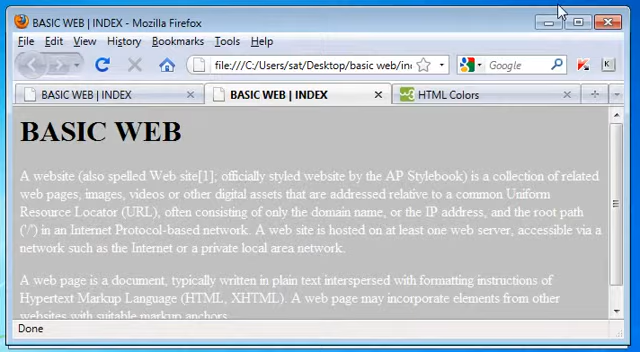 BASIC WEB | INDEX - Mozilla Firefox
File Edit View History Bookmarks Tools Help
file:///C:/Users/sat/Desktop/basic web/in Google K
BASIC WEB | INDEX BASIC WEB | INDEX HTML Colors
BASIC WEB
A website (also spelled Web site[1]; officially styled website by the AP Stylebook) is a collection of related
web pages, images, videos or other digital assets that are addressed relative to a common Uniform
Resource Locator (URL), often consisting of only the domain name, or the IP address, and the root path
('/') in an Internet Protocol-based network. A web site is hosted on at least one web server, accessible via a
network such as the Internet or a private local area network.
A web page is a document, typically written in plain text interspersed with formatting instructions of
Hypertext Markup Language (HTML, XHTML). A web page may incorporate elements from other
websites with suitable markup anchors.
Done